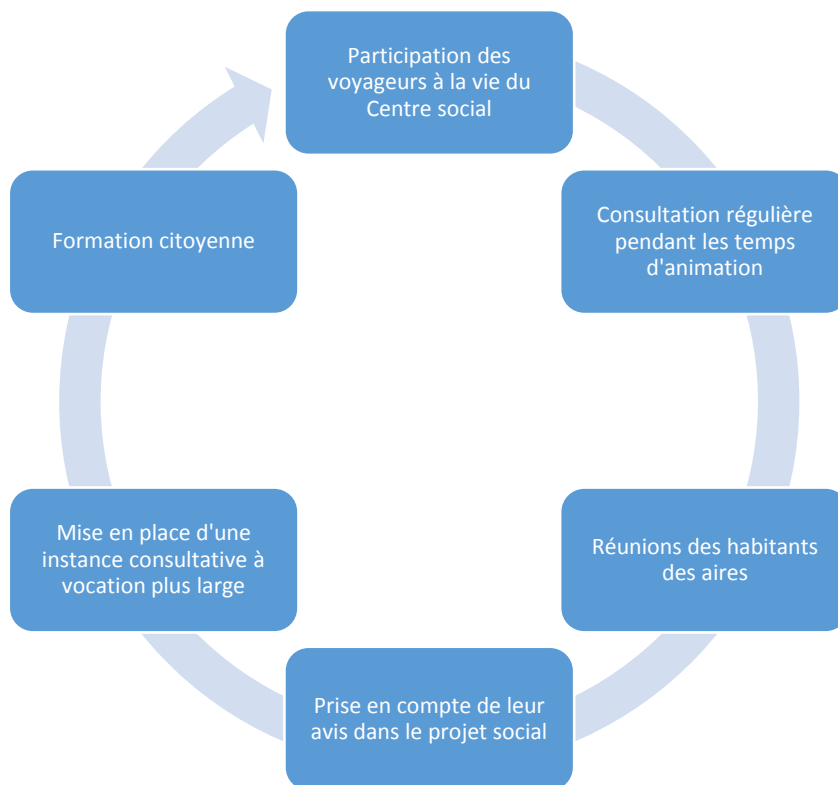 Participation des
voyageurs à la vie du
Centre social
Consultation régulière
pendant les temps
d'animation
Réunions des habitants
des aires
Prise en compte de leur
avis dans le projet social
Mise en place d'une
instance consultative à
vocation plus large
Formation citoyenne